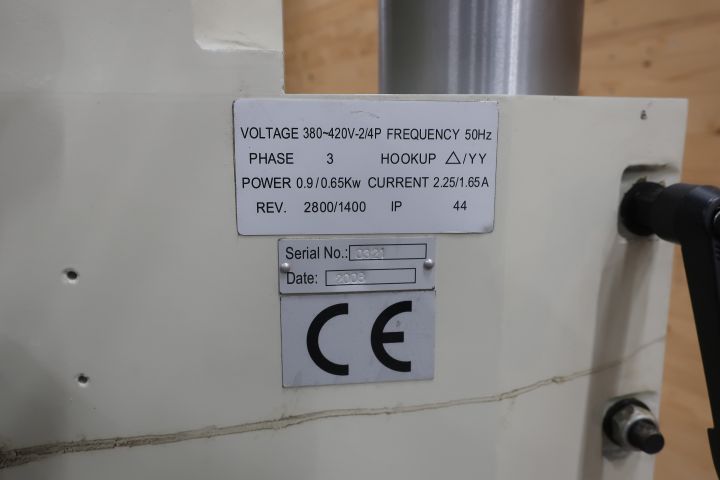 VOLTAGE 380~420V-2/4P FREQUENCY 50Hz
PHASE 3 HOOKUP △/YY
POWER 0.9/0.65Kw CURRENT 2.25/1.65A
REV. 2800/1400 IP 44
Serial No.: 0321
Date: 2008
CE